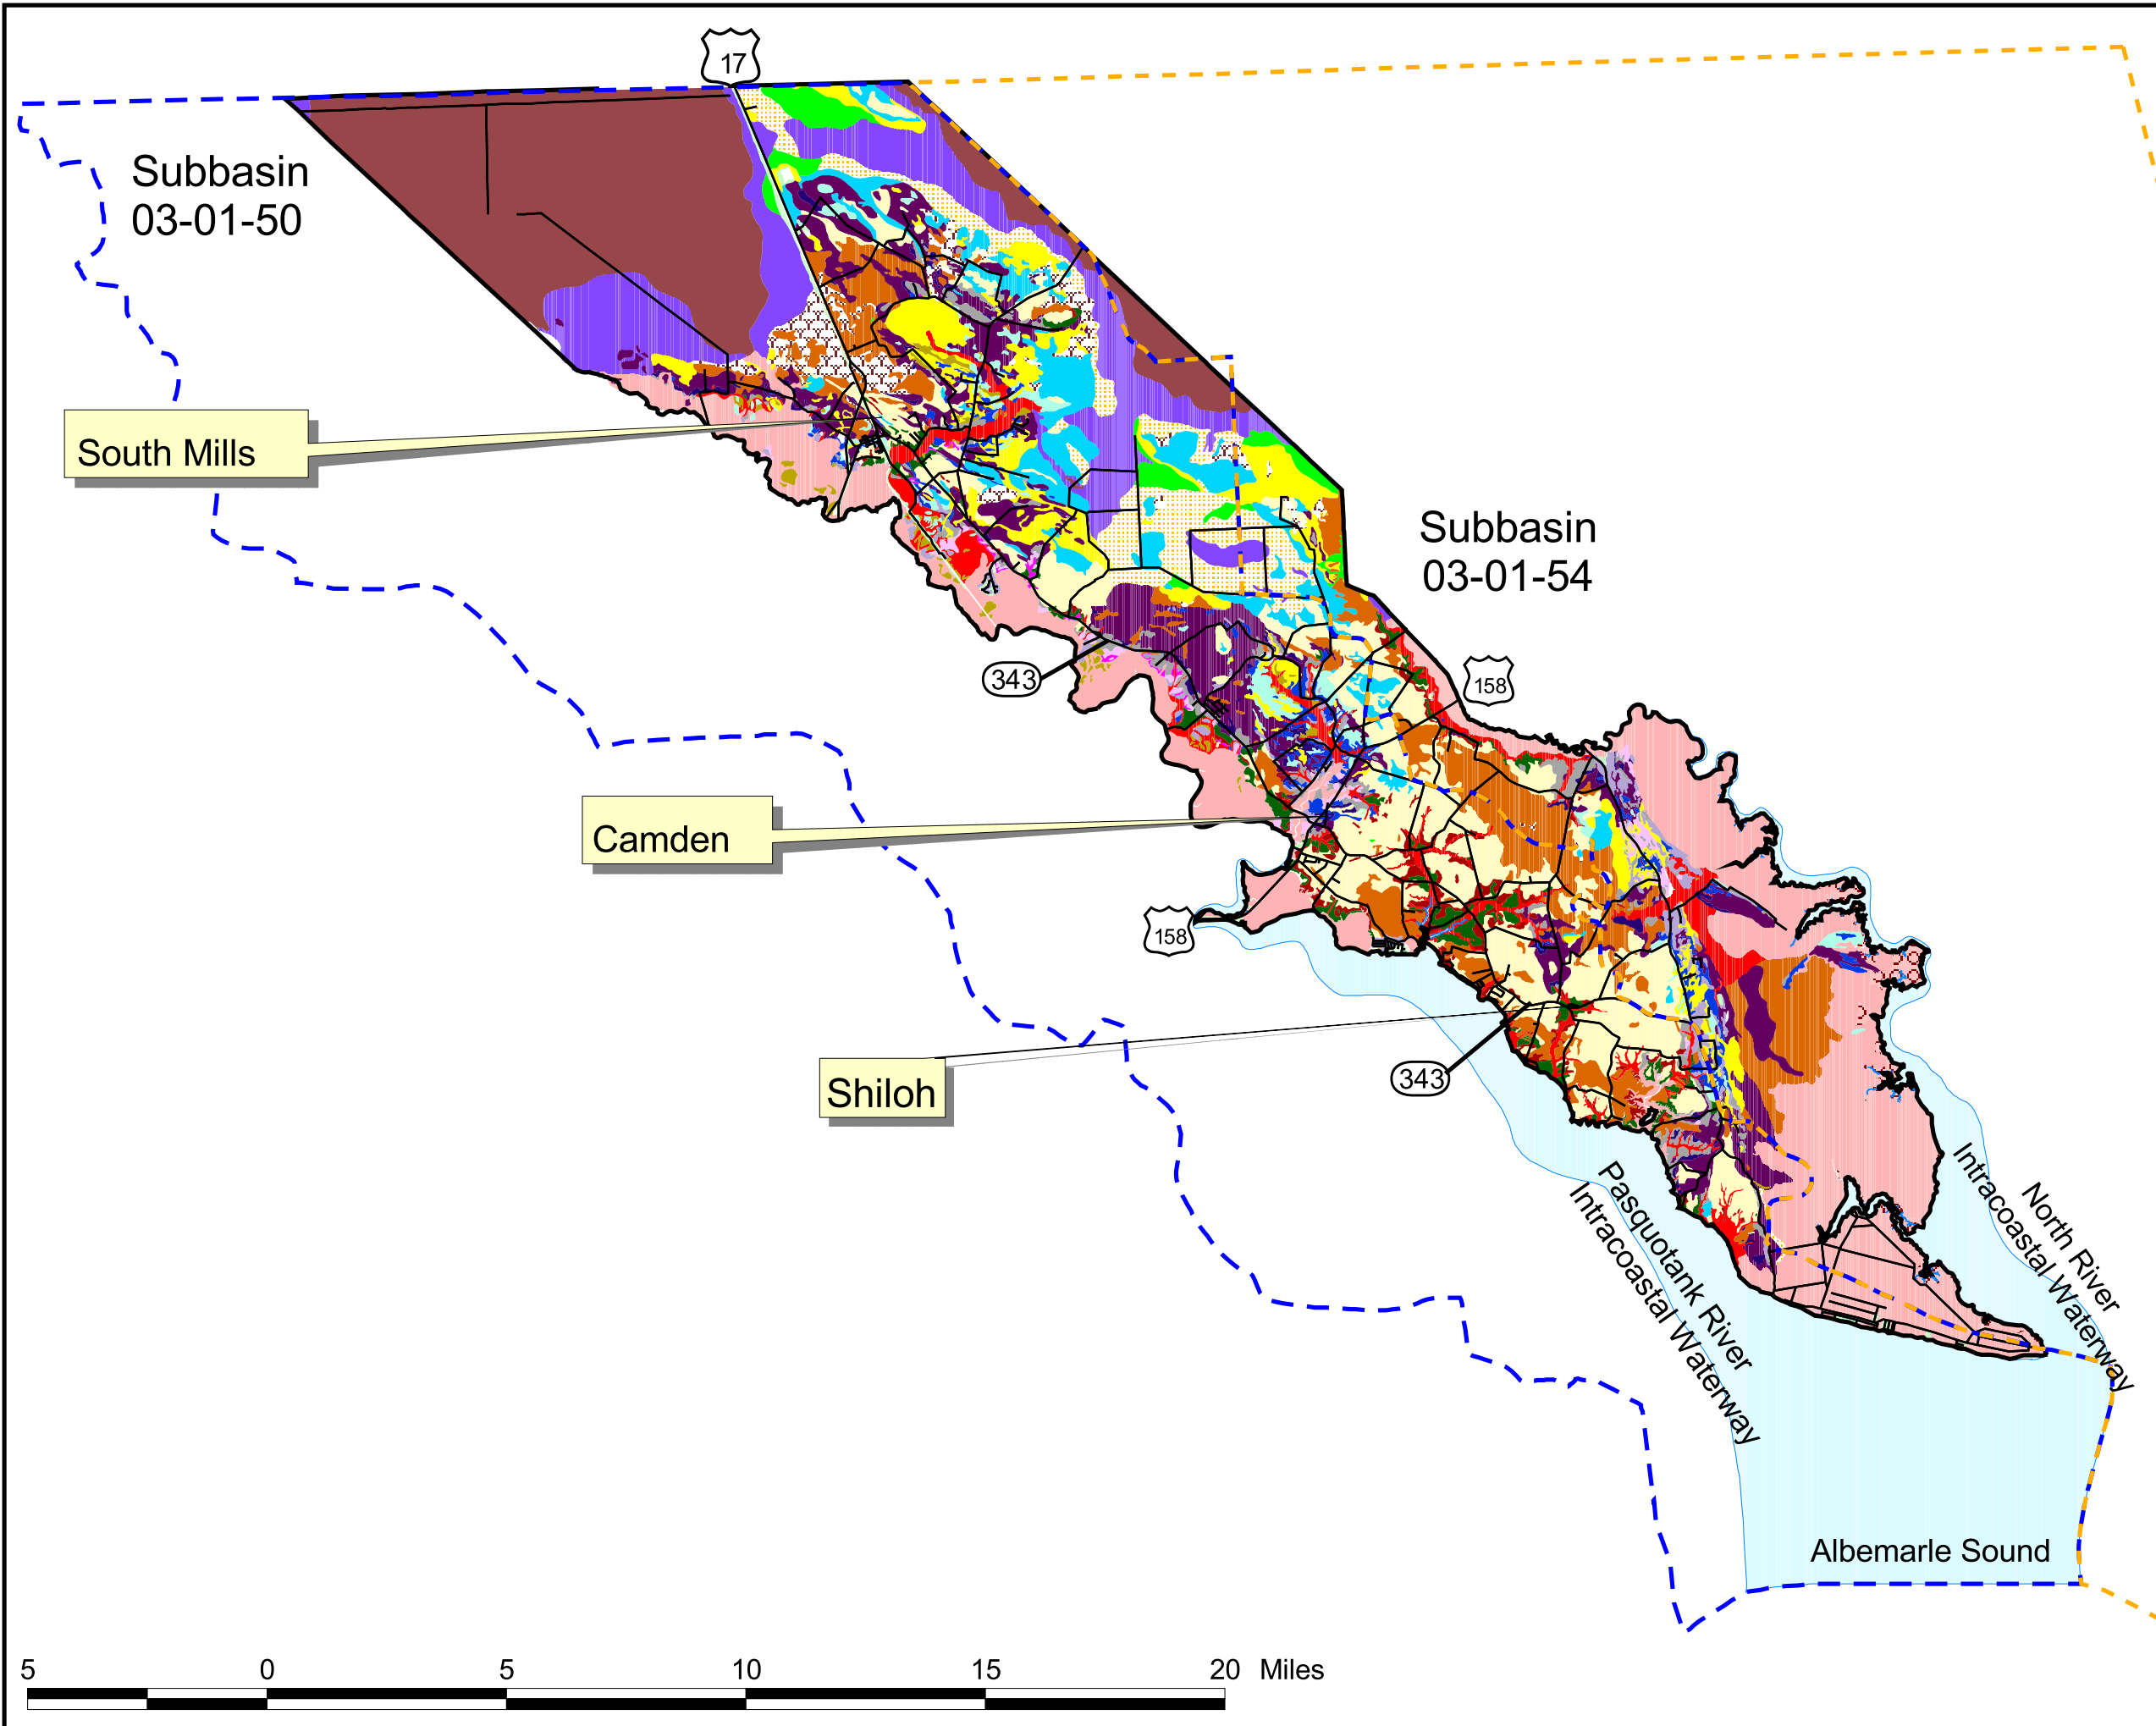 17
Subbasin
03-01-50
South Mills
Subbasin
03-01-54
343
158
Camden
158
Shiloh
343
Pasquotank River
Intracoastal Waterway
North River
Intracoastal Waterway
Albemarle Sound
5 0 5 10 15 20 Miles